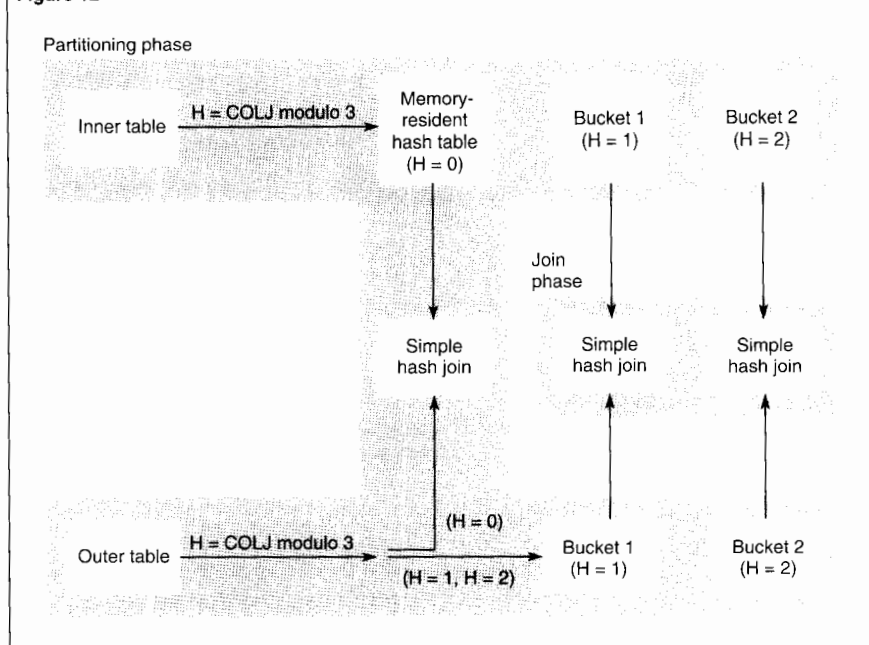 Partitioning phase
Inner table
H = COLJ modulo 3
Memory-
resident
hash table
(H = 0)
Bucket 1
(H = 1)
Bucket 2
(H = 2)
Join
phase
Simple
hash join
Simple
hash join
Simple
hash join
Outer table
H = COLJ modulo 3
(H = 0)
(H = 1, H = 2)
Bucket 1
(H = 1)
Bucket 2
(H = 2)